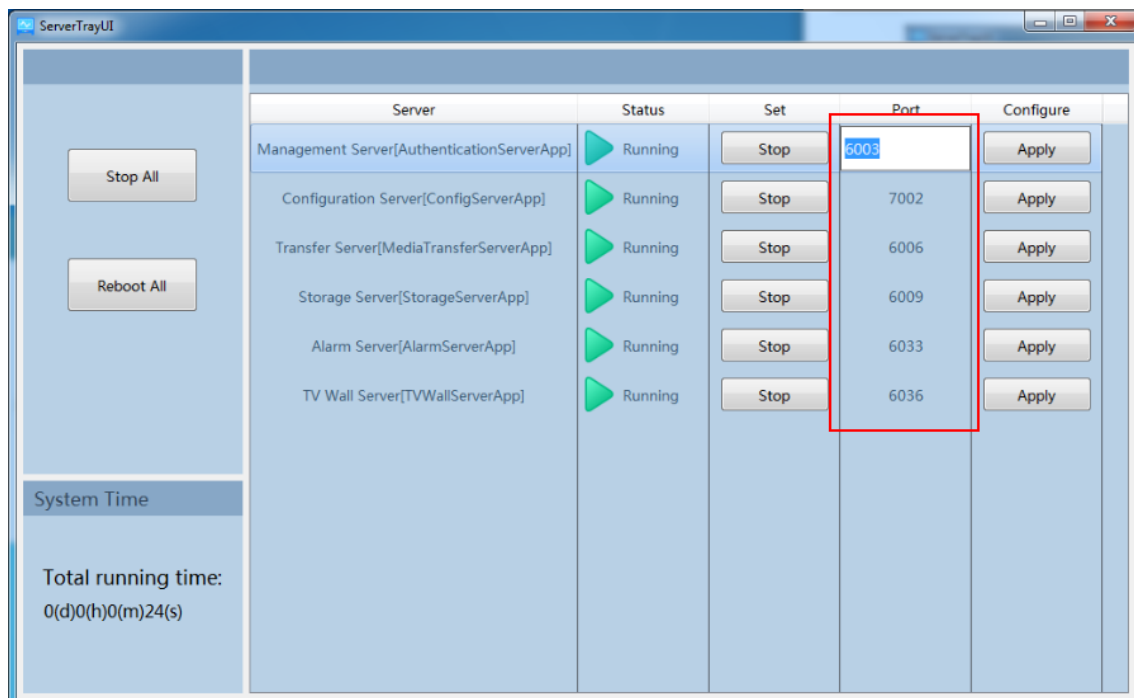 ServerTrayUI
Server Status Set Port Configure
Management Server[AuthenticationServerApp] Running Stop 6003 Apply
Stop All
Configuration Server[ConfigServerApp] Running Stop 7002 Apply
Transfer Server[MediaTransferServerApp] Running Stop 6006 Apply
Reboot All
Storage Server[StorageServerApp] Running Stop 6009 Apply
Alarm Server[AlarmServerApp] Running Stop 6033 Apply
TV Wall Server[TVWallServerApp] Running Stop 6036 Apply
System Time
Total running time:
0(d)0(h)0(m)24(s)